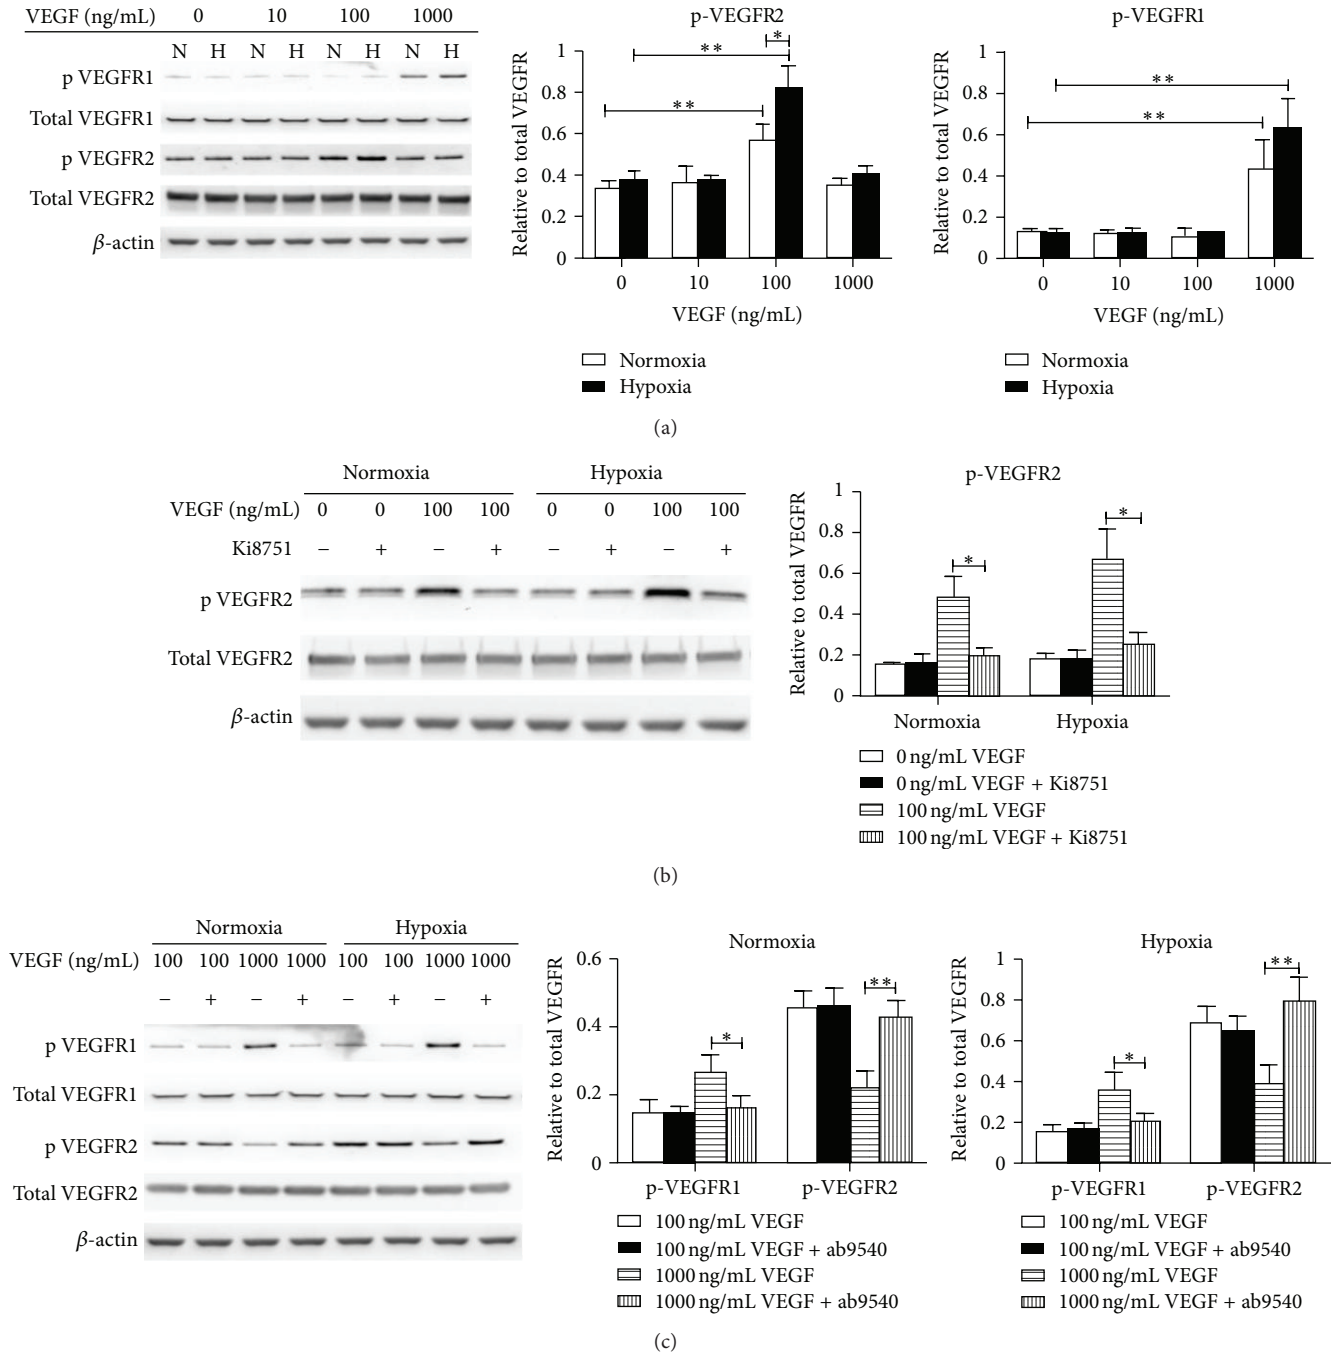 VEGF (ng/mL) 0 10 100 1000
N H N H N H N H
p VEGFR1
Total VEGFR1
p VEGFR2
Total VEGFR2
β-actin
p-VEGFR2
Relative to total VEGFR
1
0.8
0.6
0.4
0.2
0
** *
**
0 10 100 1000
VEGF (ng/mL)
Normoxia
Hypoxia
p-VEGFR1
Relative to total VEGFR
1
0.8
0.6
0.4
0.2
0
**
**
0 10 100 1000
VEGF (ng/mL)
Normoxia
Hypoxia
(a)
Normoxia Hypoxia
VEGF (ng/mL) 0 0 100 100 0 0 100 100
Ki8751 − + − + − + − +
p VEGFR2
Total VEGFR2
β-actin
p-VEGFR2
Relative to total VEGFR
1
0.8
0.6
0.4
0.2
0
*
*
Normoxia Hypoxia
0 ng/mL VEGF
0 ng/mL VEGF + Ki8751
100 ng/mL VEGF
100 ng/mL VEGF + Ki8751
(b)
Normoxia Hypoxia
VEGF (ng/mL) 100 100 1000 1000 100 100 1000 1000
− + − + − + − +
p VEGFR1
Total VEGFR1
p VEGFR2
Total VEGFR2
β-actin
Normoxia
Relative to total VEGFR
0.6
0.4
0.2
0
*
**
p-VEGFR1 p-VEGFR2
100 ng/mL VEGF
100 ng/mL VEGF + ab9540
1000 ng/mL VEGF
1000 ng/mL VEGF + ab9540
Hypoxia
Relative to total VEGFR
1
0.8
0.6
0.4
0.2
0
*
**
p-VEGFR1 p-VEGFR2
100 ng/mL VEGF
100 ng/mL VEGF + ab9540
1000 ng/mL VEGF
1000 ng/mL VEGF + ab9540
(c)